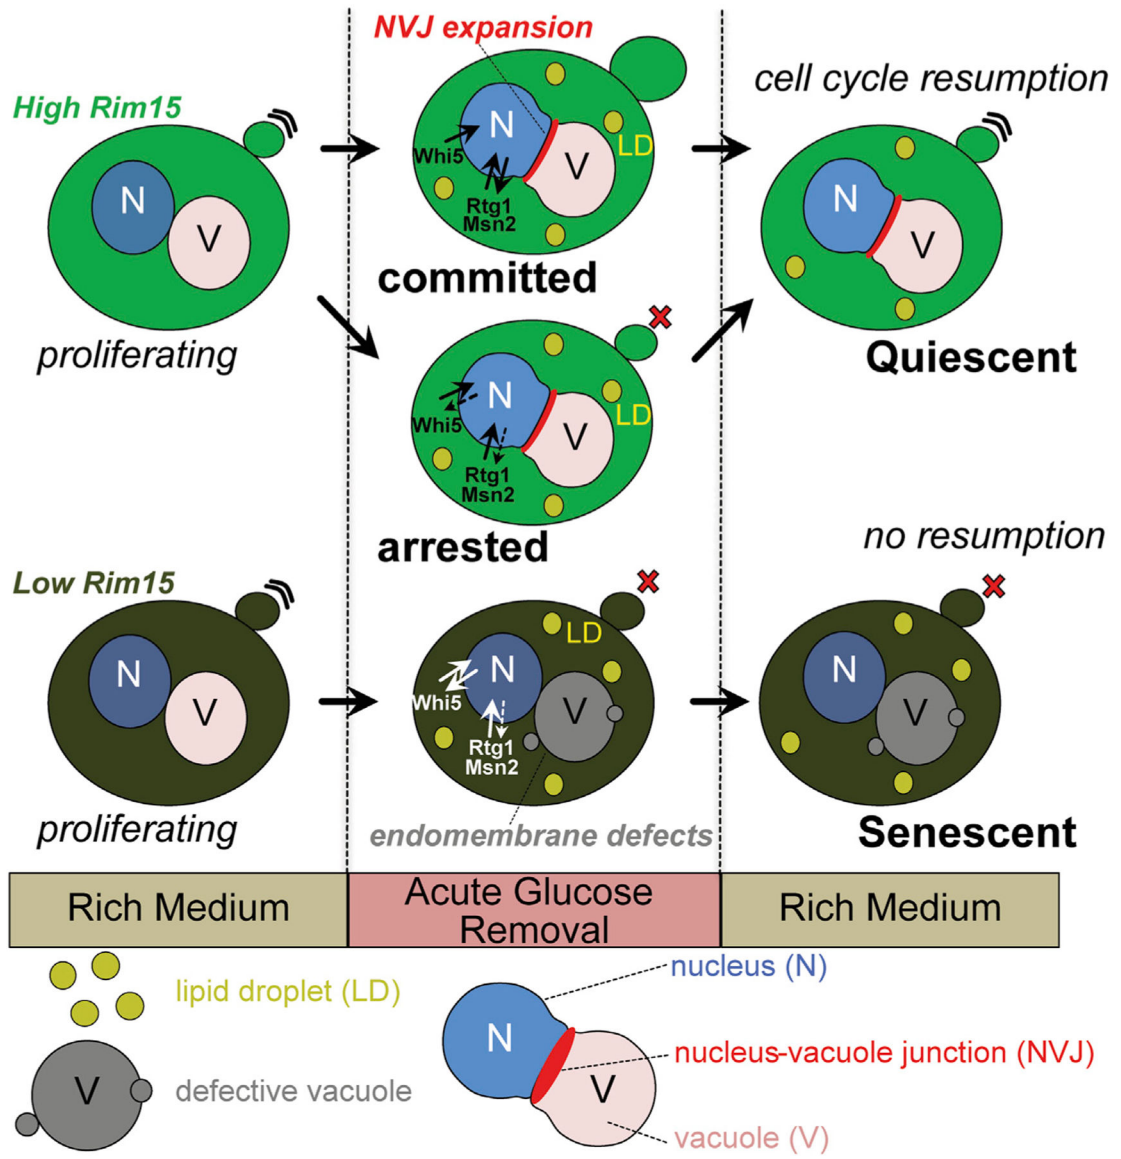 NVJ expansion
High Rim15
N
V
proliferating
N
Whi5
V
LD
Rtg1
Msn2
committed
cell cycle resumption
N
V
Quiescent
N
Whi5
V
LD
Rtg1
Msn2
arrested
Low Rim15
N
V
proliferating
LD
N
Whi5
V
Rtg1
Msn2
endomembrane defects
no resumption
N
V
Senescent
Rich Medium
Acute Glucose
Removal
Rich Medium
lipid droplet (LD)
V
defective vacuole
N
V
nucleus (N)
nucleus-vacuole junction (NVJ)
vacuole (V)